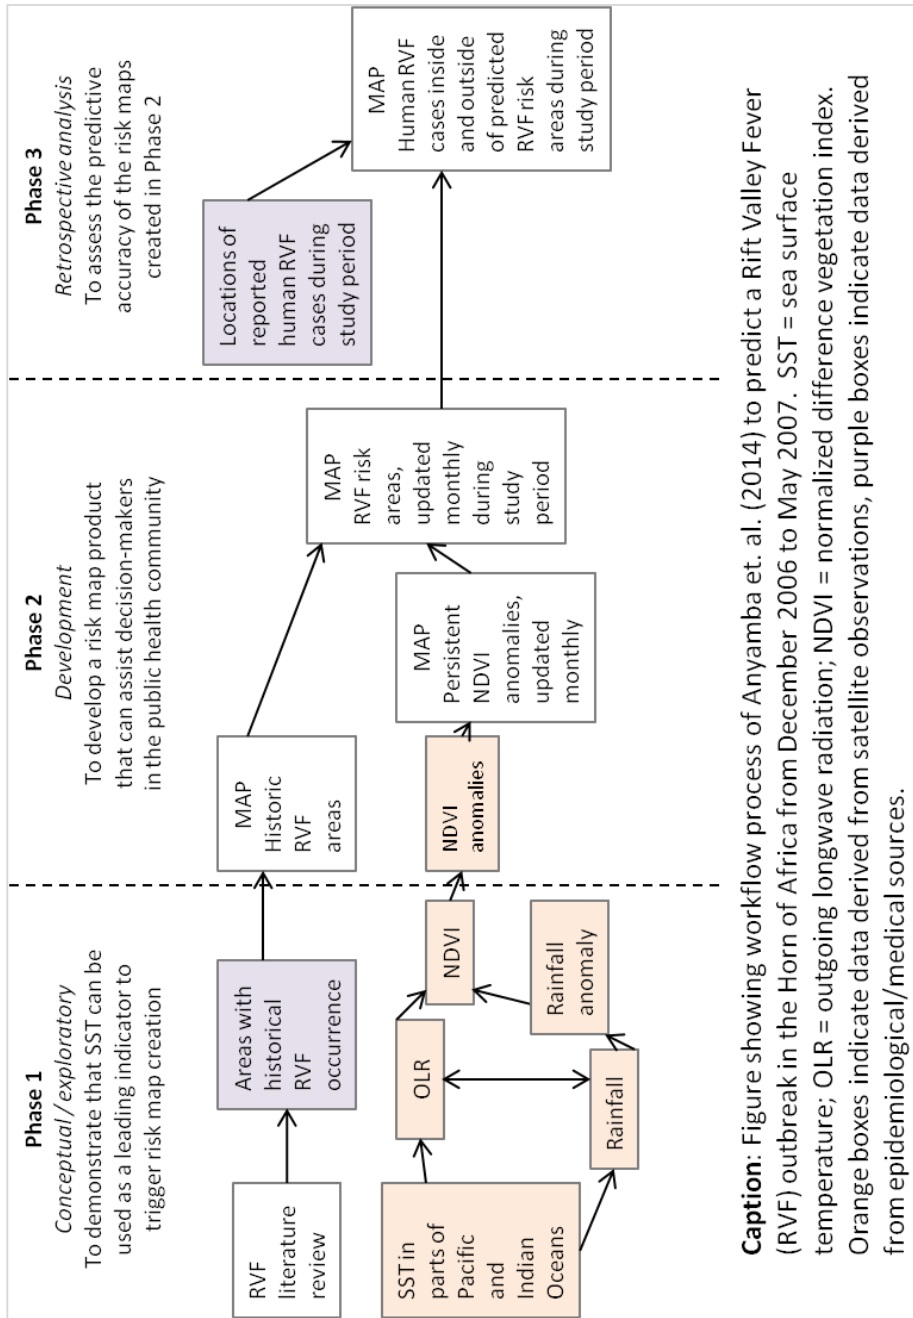 Phase 1
Conceptual/exploratory
To demonstrate that SST can be
used as a leading indicator to
trigger risk map creation
Phase 2
Development
To develop a risk map product
that can assist decision-makers
in the public health community
Phase 3
Retrospective analysis
To assess the predictive
accuracy of the risk maps
created in Phase 2
RVF
literature
review
Areas with
historical
RVF
occurrence
MAP
Historic
RVF
areas
Locations of
reported
human RVF
cases during
study period
MAP
Human RVF
cases inside
and outside
of predicted
RVF risk
areas during
study period
MAP
RVF risk
areas,
updated
monthly
during
study
period
SST in
parts of
Pacific
and
Indian
Oceans
OLR
Rainfall
NDVI
Rainfall
anomaly
NDVI
anomalies
MAP
Persistent
NDVI
anomalies,
updated
monthly
Caption: Figure showing workflow process of Anyamba et. al. (2014) to predict a Rift Valley Fever
(RVF) outbreak in the Horn of Africa from December 2006 to May 2007. SST = sea surface
temperature; OLR = outgoing longwave radiation; NDVI = normalized difference vegetation index.
Orange boxes indicate data derived from satellite observations, purple boxes indicate data derived
from epidemiological/medical sources.